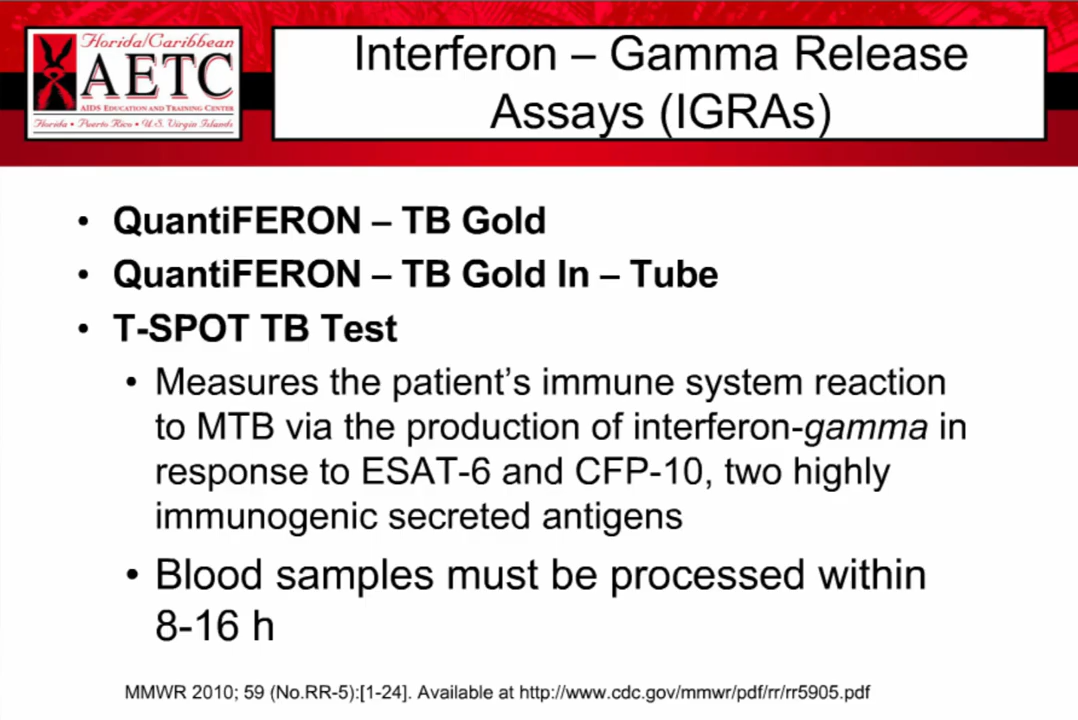 Florida/Caribbean
AETC
AIDS EDUCATION AND TRAINING CENTER
Florida • Puerto Rico • U.S. Virgin Islands
Interferon – Gamma Release
Assays (IGRAs)
• QuantiFERON – TB Gold
• QuantiFERON – TB Gold In – Tube
• T-SPOT TB Test
• Measures the patient’s immune system reaction
to MTB via the production of interferon-gamma in
response to ESAT-6 and CFP-10, two highly
immunogenic secreted antigens
• Blood samples must be processed within
8-16 h
MMWR 2010; 59 (No.RR-5):[1-24]. Available at http://www.cdc.gov/mmwr/pdf/rr/rr5905.pdf